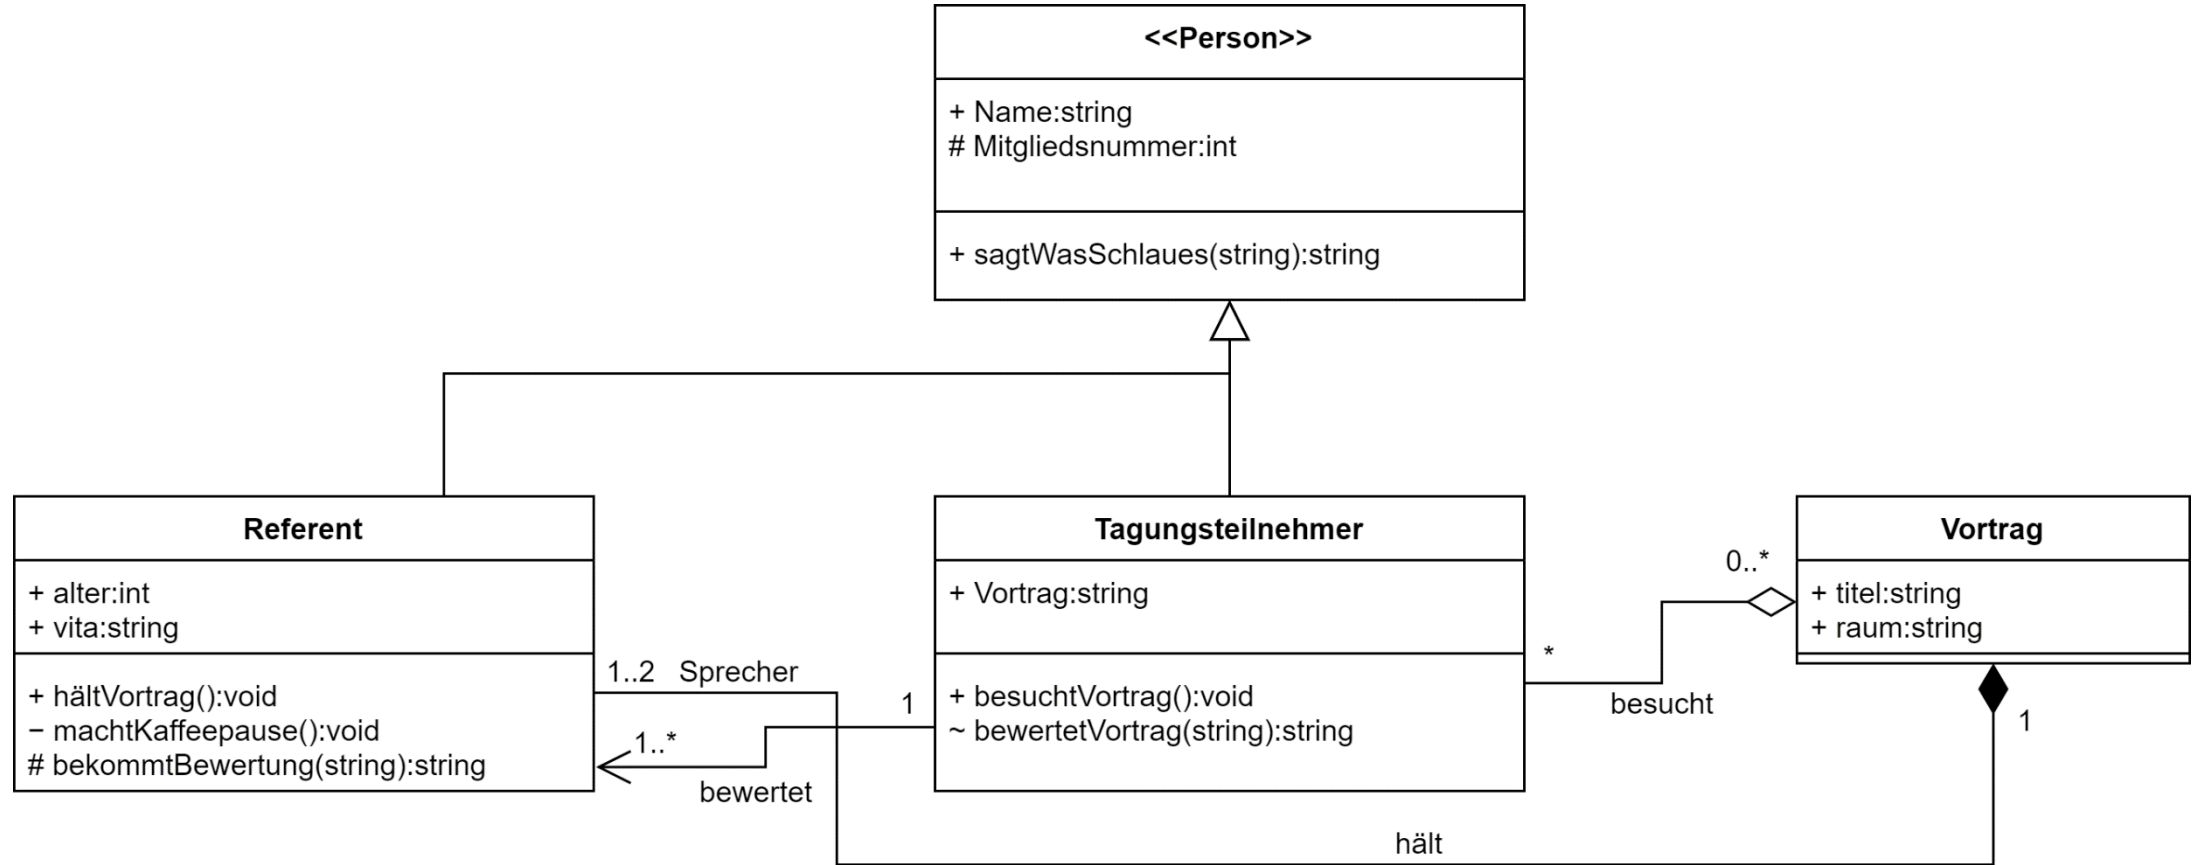 <<Person>>
+ Name:string
# Mitgliedsnummer:int
+ sagtWasSchlaues(string):string
Referent
+ alter:int
+ vita:string
+ hältVortrag():void
− machtKaffeepause():void
# bekommtBewertung(string):string
1..2 Sprecher
1
1..*
bewertet
Tagungsteilnehmer
+ Vortrag:string
+ besuchtVortrag():void
~ bewertetVortrag(string):string
*
besucht
0..*
Vortrag
+ titel:string
+ raum:string
1
hält